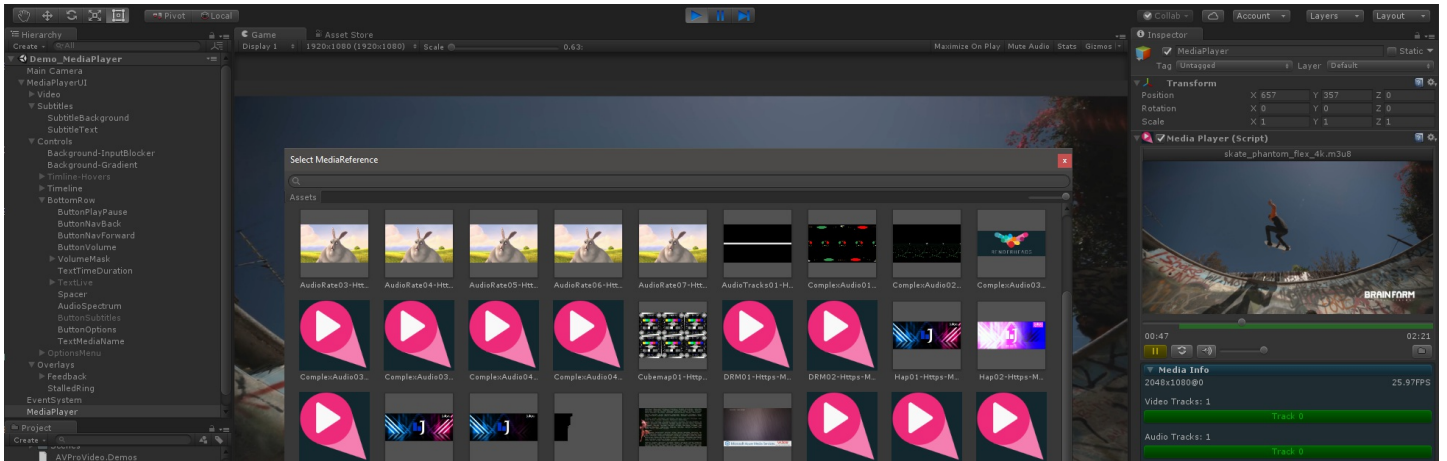 Pivot
Local
Collab
Account
Layers
Layout
Hierarchy
Create
All
Demo_MediaPlayer
Main Camera
MediaPlayerUI
Video
Subtitles
SubtitleBackground
SubtitleText
Controls
Background-InputBlocker
Background-Gradient
Timline-Hovers
Timeline
BottomRow
ButtonPlayPause
ButtonNavBack
ButtonNavForward
ButtonVolume
VolumeMask
TextTimeDuration
TextLive
Spacer
AudioSpectrum
ButtonSubtitles
ButtonOptions
TextMediaName
OptionsMenu
Overlays
Feedback
StalledRing
EventSystem
MediaPlayer
Project
Create
AVProVideo.Demos
Game
Asset Store
Display 1 1920x1080 (1920x1080) Scale 0.63:
Maximize On Play Mute Audio Stats Gizmos
Select MediaReference
x
Assets
AudioRate03-Htt... AudioRate04-Htt... AudioRate05-Htt... AudioRate06-Htt... AudioRate07-Htt... AudioTracks01-H... ComplexAudio01... ComplexAudio02... ComplexAudio03...
ComplexAudio03... ComplexAudio03... ComplexAudio04... ComplexAudio04... Cubemap01-Http... DRM01-Https-M... DRM02-Https-M... Hap01-Https-M... Hap02-Https-M...
Inspector
MediaPlayer
Static
Tag Untagged
Layer Default
Transform
Position X 657 Y 357 Z 0
Rotation X 0 Y 0 Z 0
Scale X 1 Y 1 Z 1
Media Player (Script)
skate_phantom_flex_4k.m3u8
BRAINFARM
00:47
02:21
Media Info
2048x1080@0
25.97FPS
Video Tracks: 1
Track 0
Audio Tracks: 1
Track 0